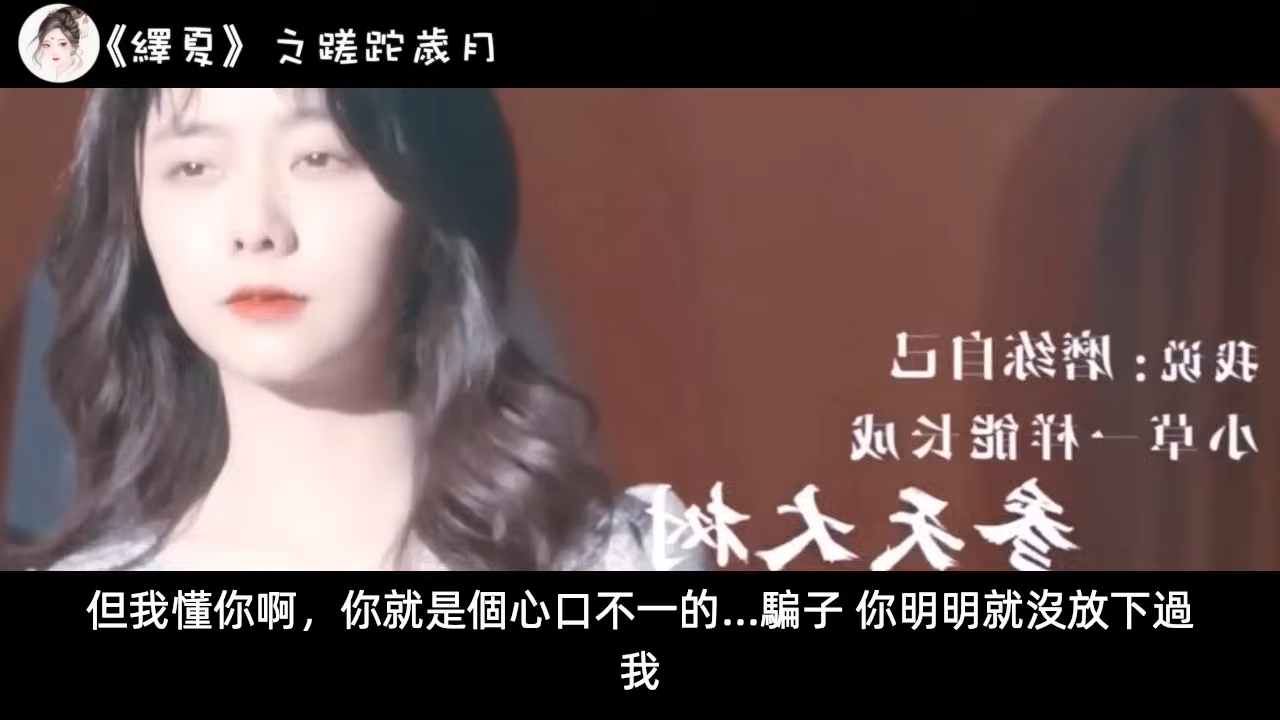 《繹夏》之蹉跎歲月
我说：磨练自己
小草一样能长成
参天大树
但我懂你啊，你就是個心口不一的...騙子 你明明就沒放下過
我